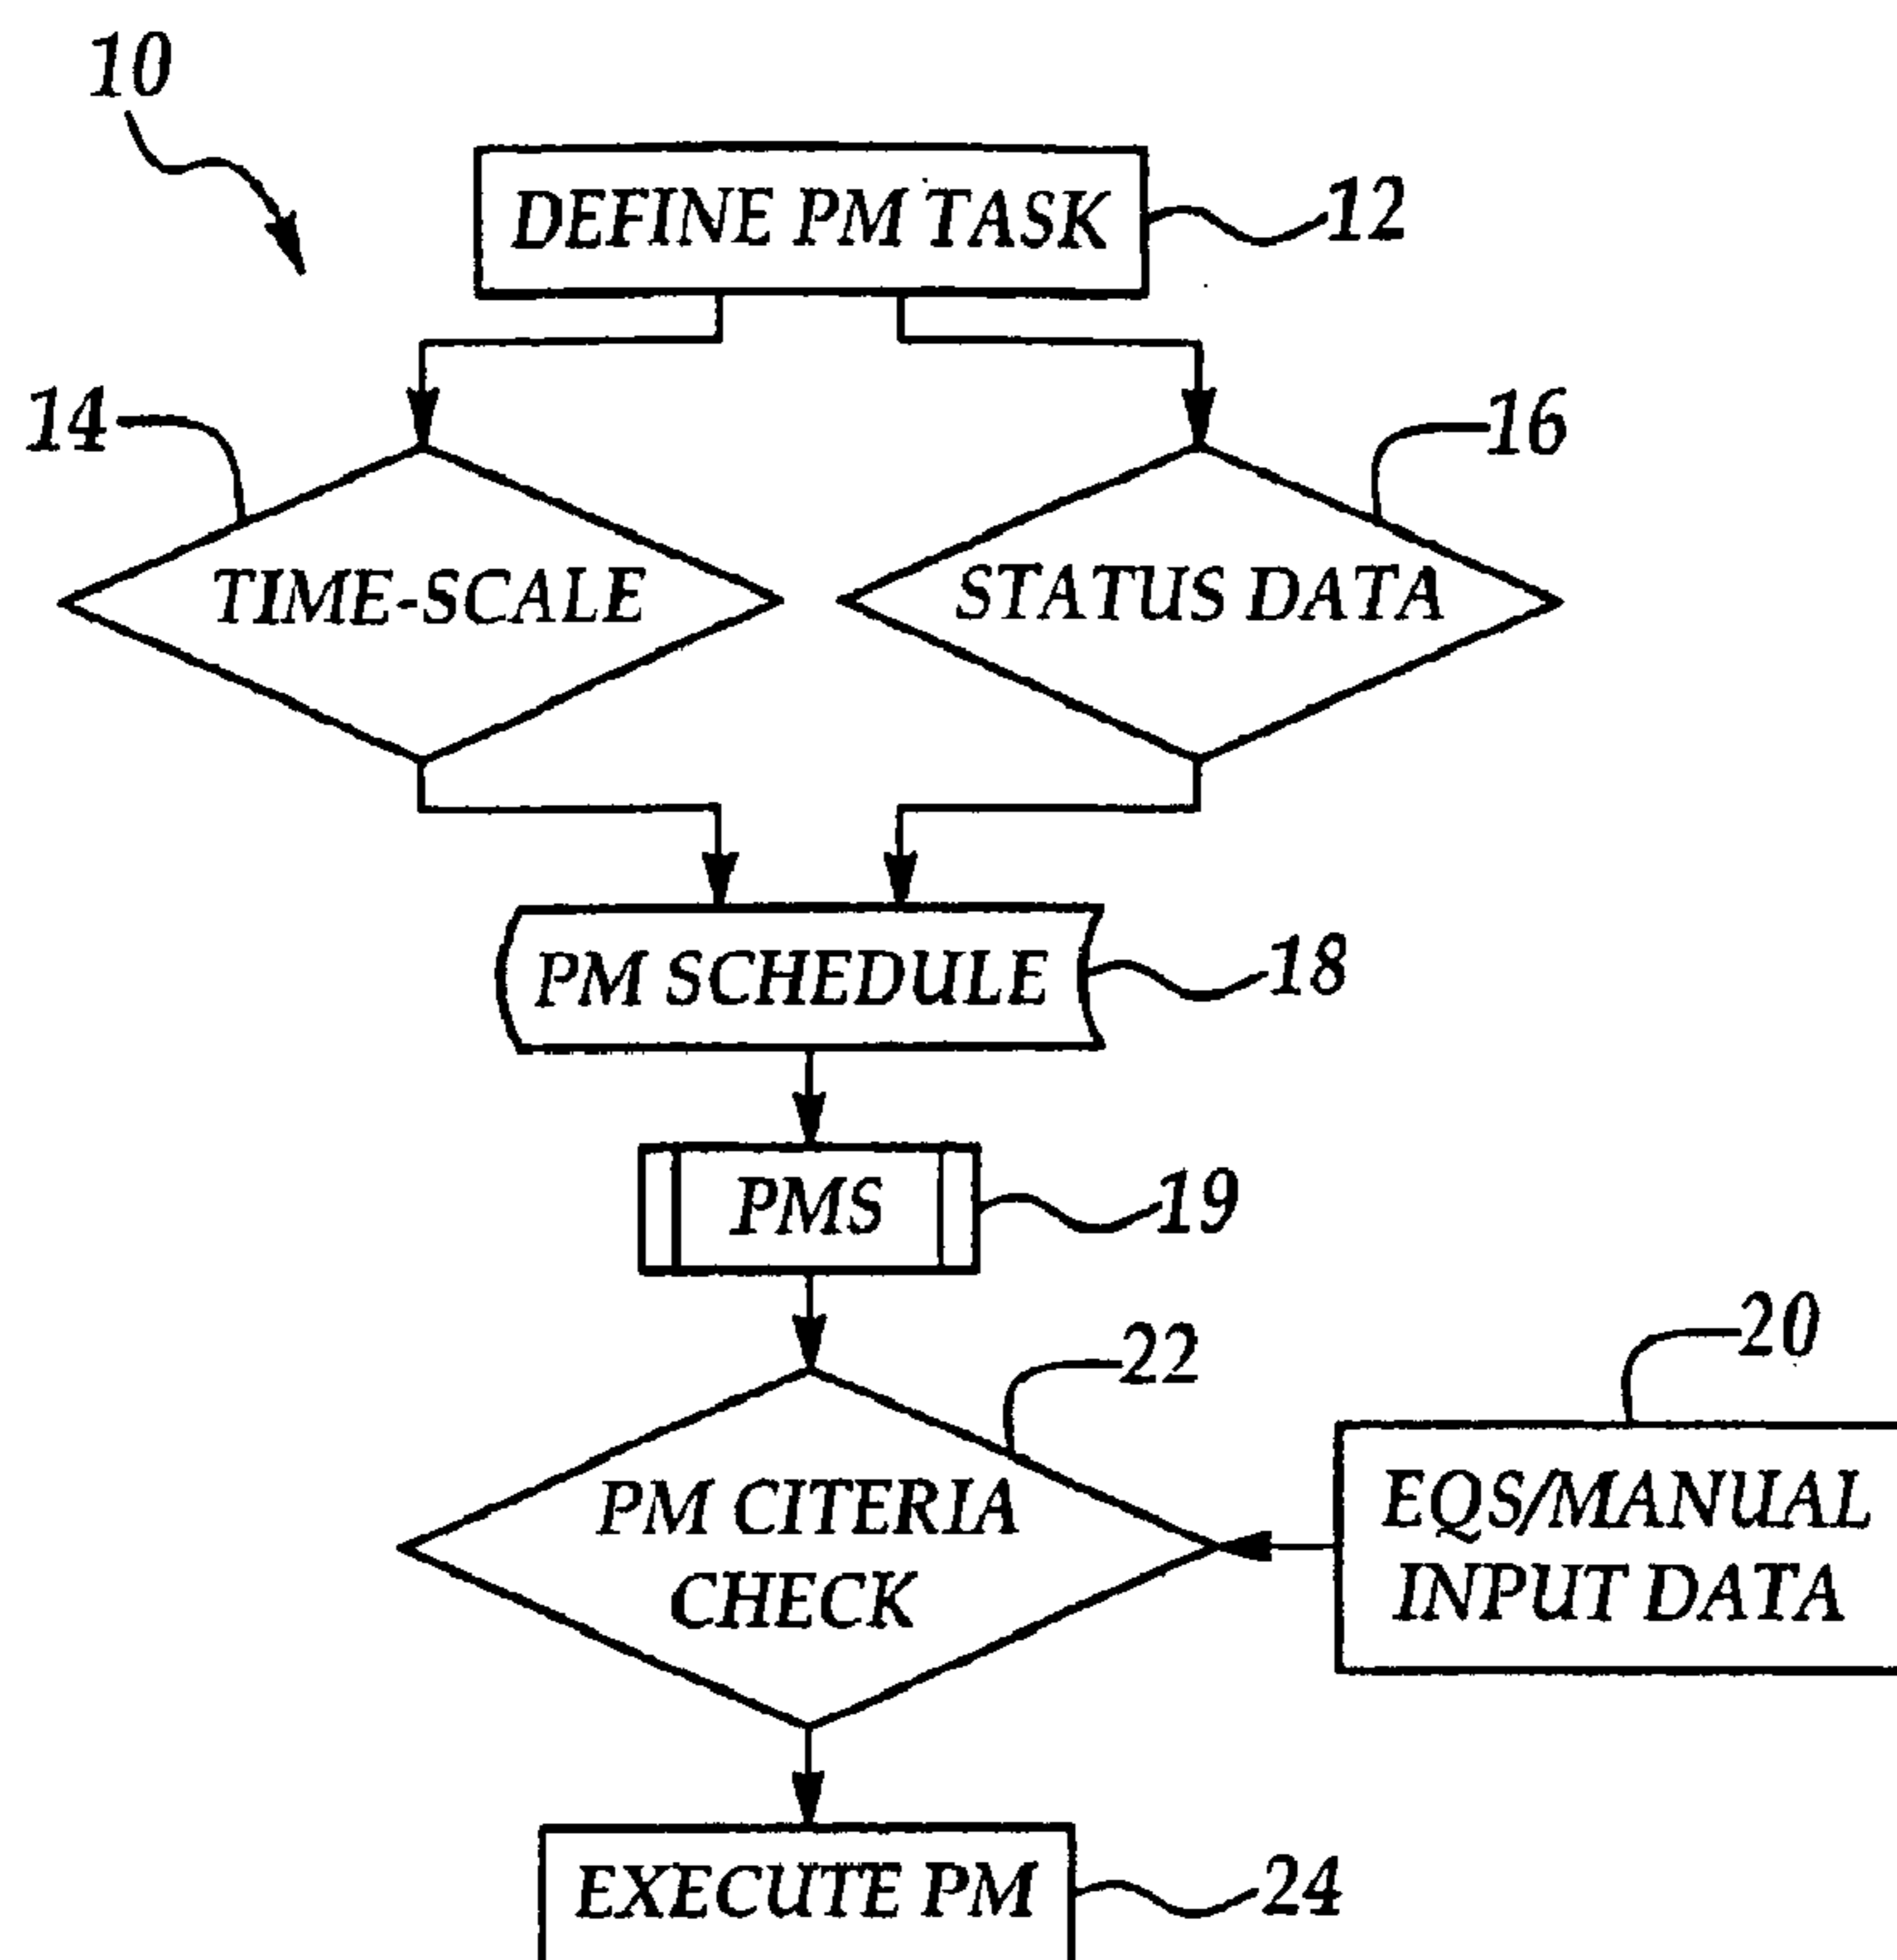 10
DEFINE PM TASK
12
14
16
TIME-SCALE
STATUS DATA
PM SCHEDULE
18
PMS
19
20
22
PM CITERIA
CHECK
EQS/MANUAL
INPUT DATA
EXECUTE PM
24